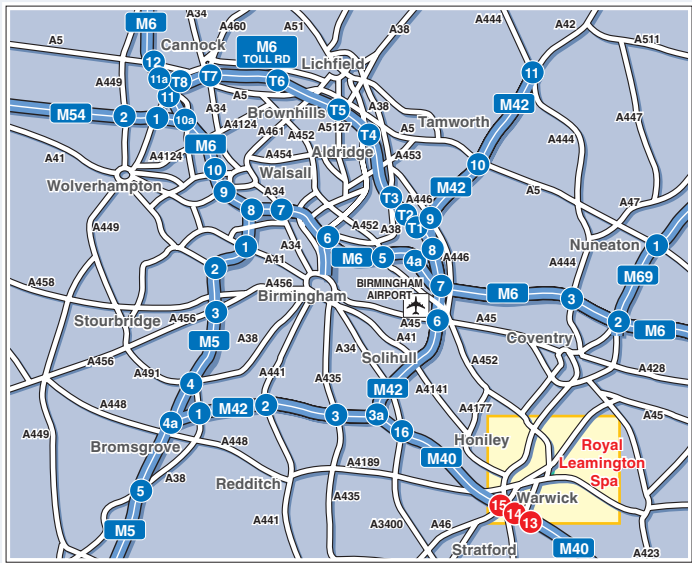 M6
A34
A460
A51
A444
A42
A5
Cannock
M6
TOLL RD
Lichfield
A511
12
A449
11a
T8
T7
T6
11
M42
11
A34
A5
Brownhills
T5
A38
A447
M54
2
1
10a
A4124
A461
A452
A5127
T4
A5
Tamworth
A444
A41
A4124
M6
A454
Aldridge
A453
10
Walsall
10
M42
A5
Wolverhampton
9
A34
T3
A446
A47
8
7
T2
9
A449
6
A452
A38
T1
Nuneaton
1
1
A34
M6
5
4a
8
A446
A41
2
A444
M69
A458
A456
BIRMINGHAM
AIRPORT
7
M6
3
Birmingham
Stourbridge
A456
3
6
A45
A45
2
M6
M5
A38
A34
A41
Coventry
Solihull
A456
A491
A441
A435
A452
A428
4
M42
A4141
A448
1
M42
2
3
3a
A4177
A45
4a
16
Honiley
Royal
Leamington
Spa
A449
Bromsgrove
A448
M40
A38
A4189
Redditch
5
A435
Warwick
15
14
13
M5
A441
A3400
A46
M40
Stratford
A423